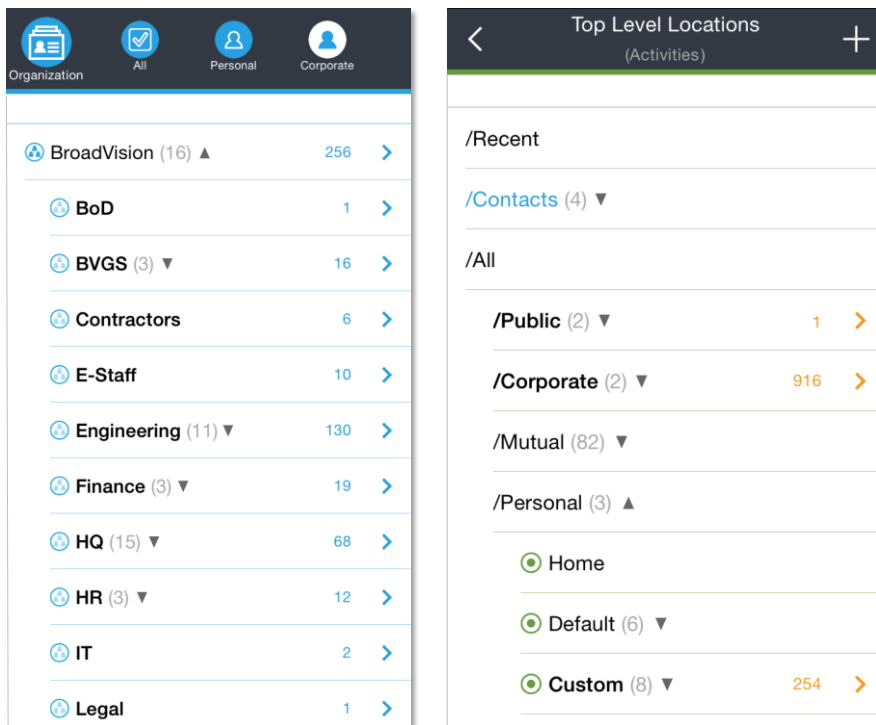 Organization
All
Personal
Corporate
BroadVision (16) ▲ 256
BoD 1
BVGS (3) ▼ 16
Contractors 6
E-Staff 10
Engineering (11) ▼ 130
Finance (3) ▼ 19
HQ (15) ▼ 68
HR (3) ▼ 12
IT 2
Legal 1
Top Level Locations
(Activities)
/Recent
/Contacts (4) ▼
/All
/Public (2) ▼ 1
/Corporate (2) ▼ 916
/Mutual (82) ▼
/Personal (3) ▲
Home
Default (6) ▼
Custom (8) ▼ 254